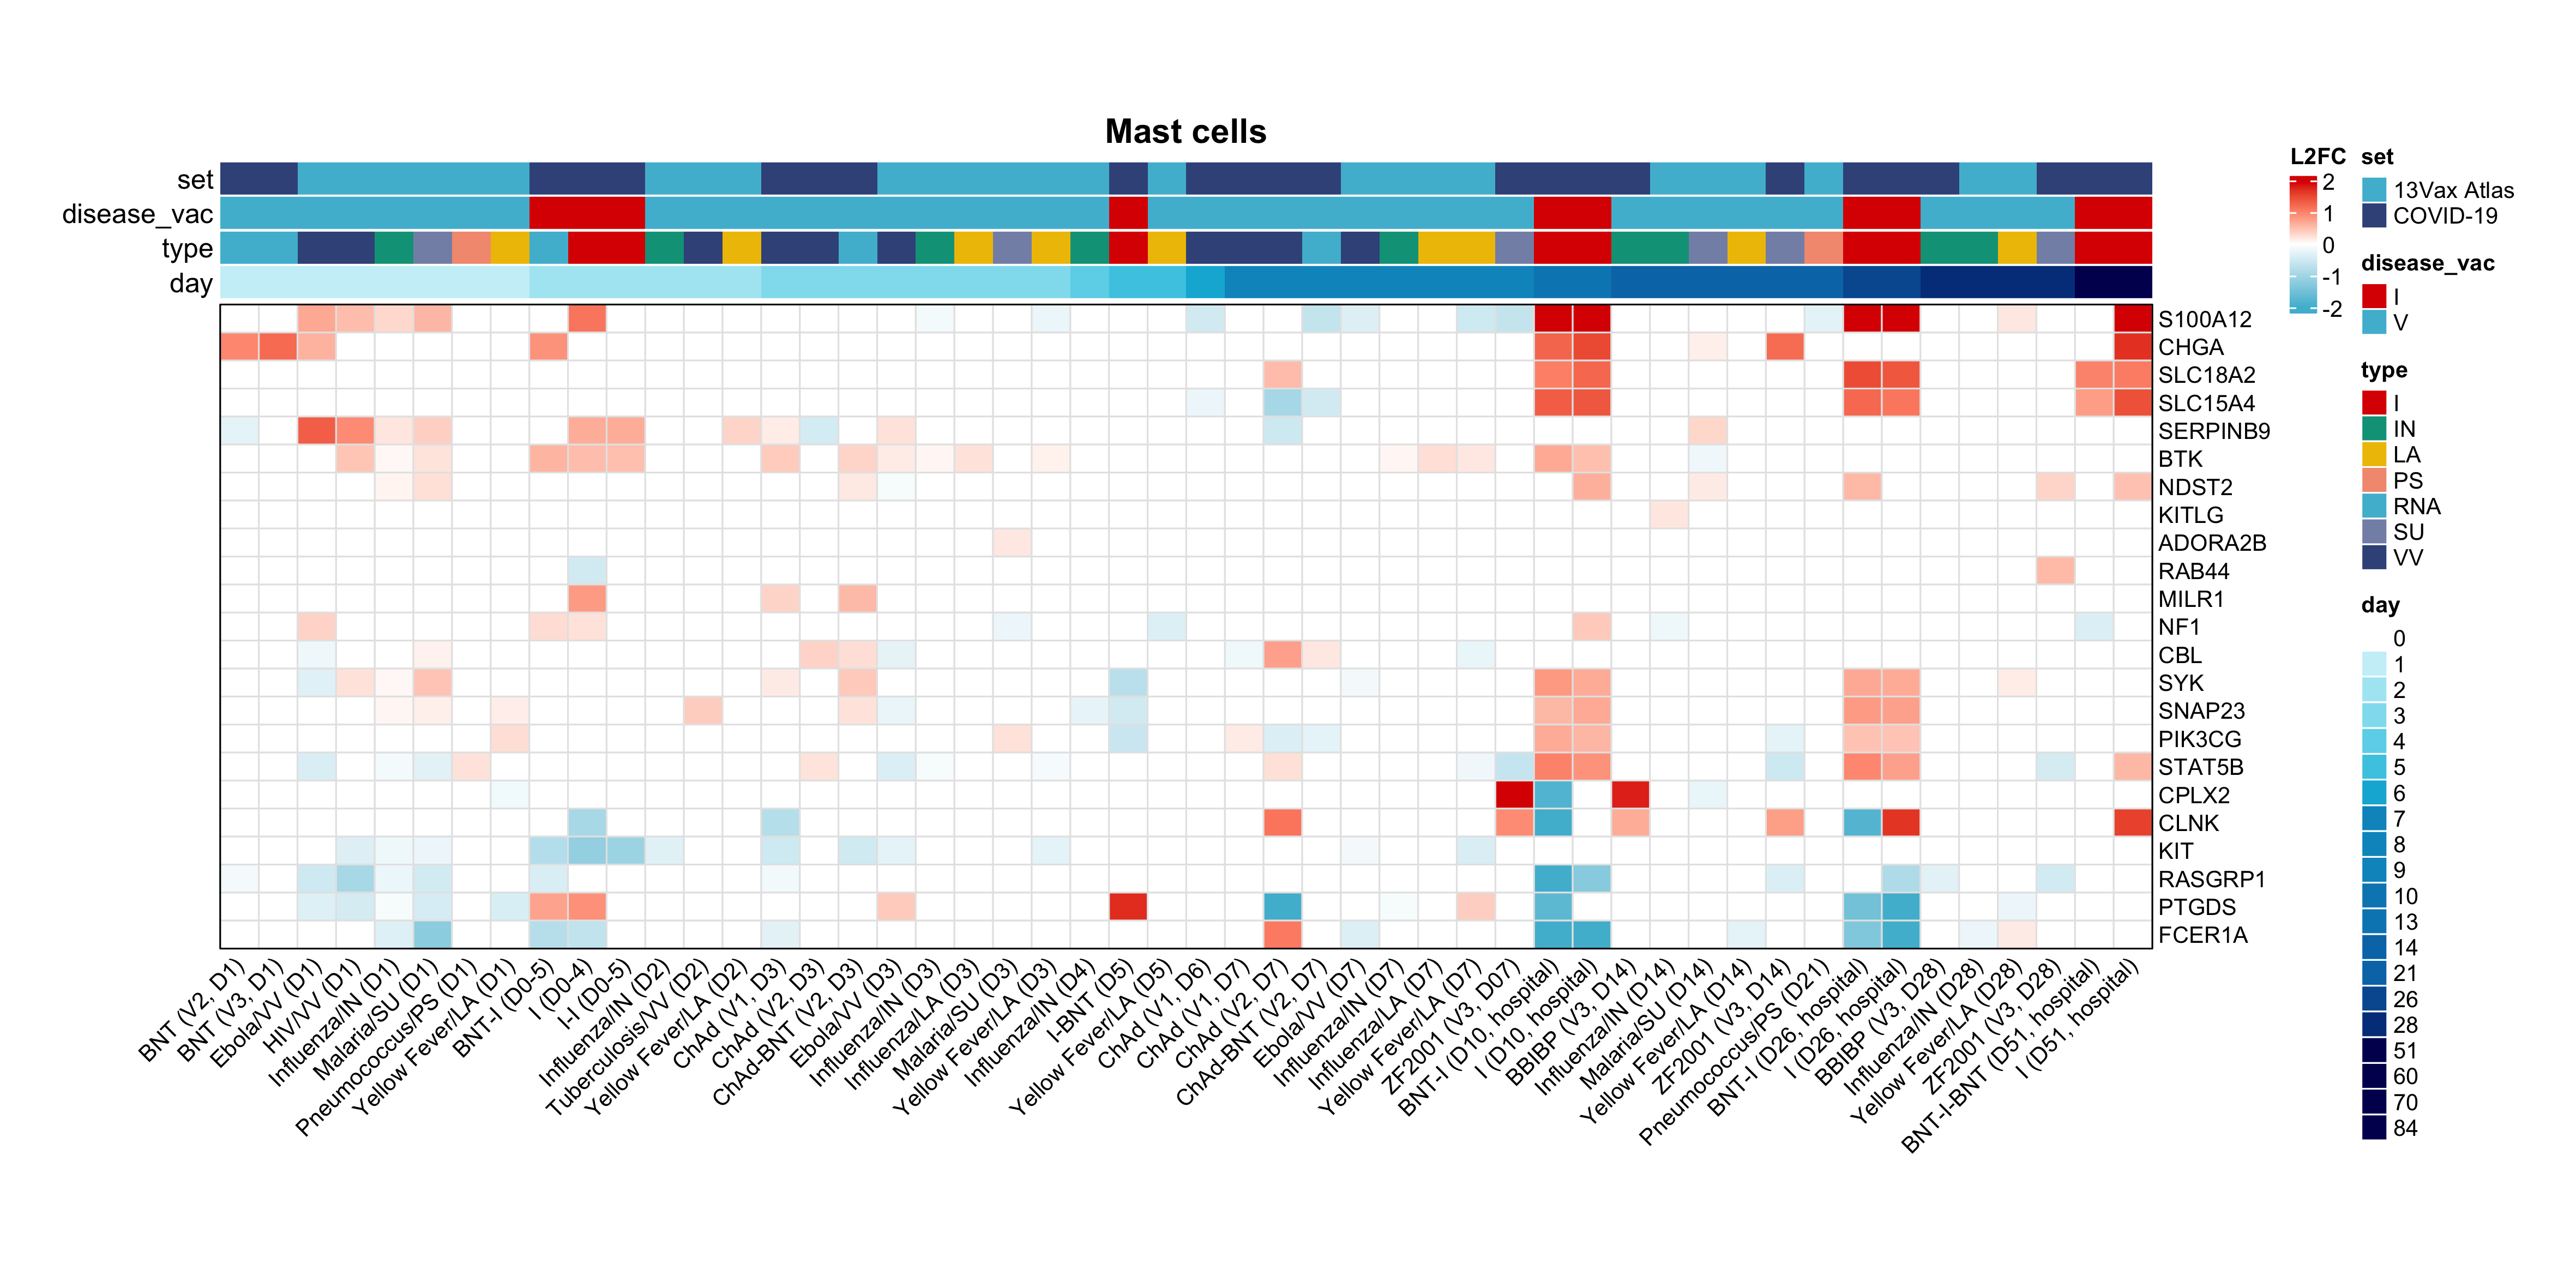 Mast cells
set
disease_vac
type
day
S100A12
CHGA
SLC18A2
SLC15A4
SERPINB9
BTK
NDST2
KITLG
ADORA2B
RAB44
MILR1
NF1
CBL
SYK
SNAP23
PIK3CG
STAT5B
CPLX2
CLNK
KIT
RASGRP1
PTGDS
FCER1A
BNT (V2, D1)
BNT (V3, D1)
Ebola/VV (D1)
HIV/VV (D1)
Influenza/IN (D1)
Malaria/SU (D1)
Pneumococcus/PS (D1)
Yellow Fever/LA (D1)
BNT-I (D0-5)
I (D0-4)
I-I (D0-5)
Influenza/IN (D2)
Tuberculosis/VV (D2)
Yellow Fever/LA (D2)
ChAd (V1, D3)
ChAd (V2, D3)
ChAd-BNT (V2, D3)
Ebola/VV (D3)
Influenza/IN (D3)
Influenza/LA (D3)
Malaria/SU (D3)
Yellow Fever/LA (D3)
Influenza/IN (D4)
I-BNT (D5)
Yellow Fever/LA (D5)
ChAd (V1, D6)
ChAd (V1, D7)
ChAd (V2, D7)
ChAd-BNT (V2, D7)
Ebola/VV (D7)
Influenza/IN (D7)
Influenza/LA (D7)
Yellow Fever/LA (D7)
ZF2001 (V3, D07)
BNT-I (D10, hospital)
I (D10, hospital)
BBIBP (V3, D14)
Influenza/IN (D14)
Malaria/SU (D14)
Yellow Fever/LA (D14)
ZF2001 (V3, D14)
Pneumococcus/PS (D21)
BNT-I (D26, hospital)
I (D26, hospital)
BBIBP (V3, D28)
Influenza/IN (D28)
Yellow Fever/LA (D28)
ZF2001 (V3, D28)
BNT-I-BNT (D51, hospital)
I (D51, hospital)
L2FC
2
1
0
-1
-2
set
13Vax Atlas
COVID-19
disease_vac
I
V
type
I
IN
LA
PS
RNA
SU
VV
day
0
1
2
3
4
5
6
7
8
9
10
13
14
21
26
28
51
60
70
84